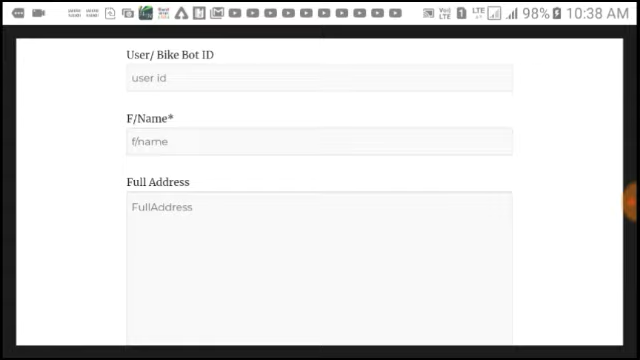 98% 10:38 AM
User/ Bike Bot ID
user id
F/Name*
f/name
Full Address
FullAddress